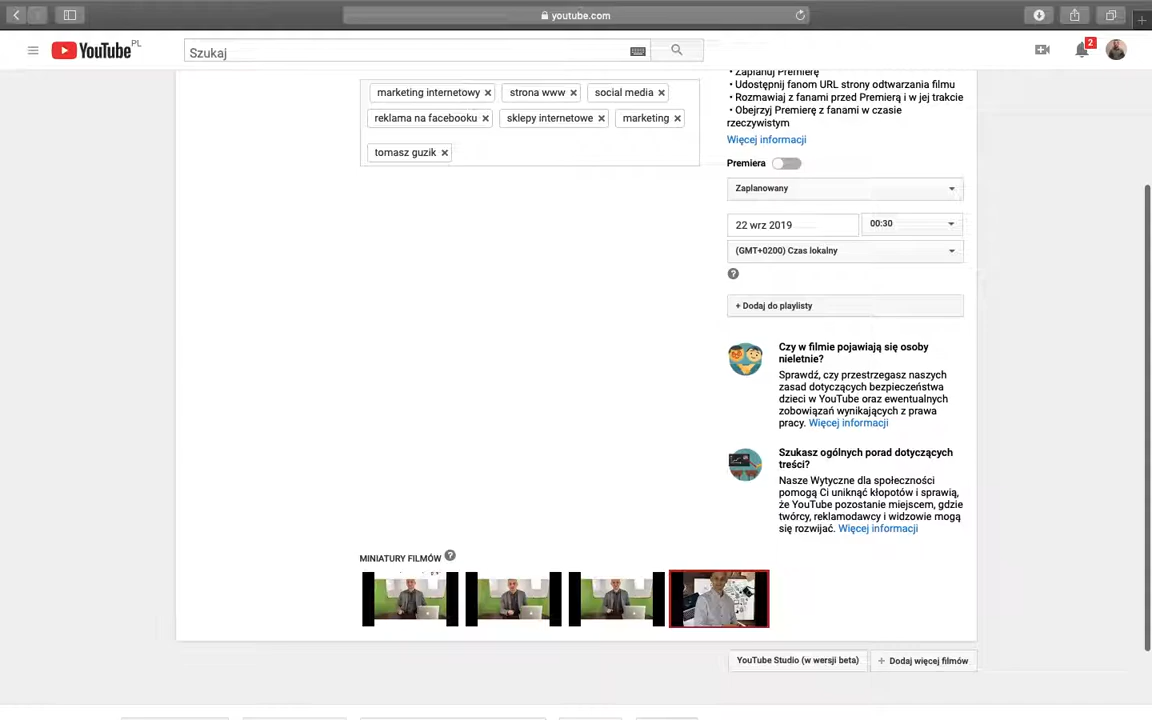 youtube.com
YouTube PL
Szukaj
2
marketing internetowy × strona www × social media ×
reklama na facebooku × sklepy internetowe × marketing ×
tomasz guzik ×
• Zaplanuj Premierę
• Udostępnij fanom URL strony odtwarzania filmu
• Rozmawiaj z fanami przed Premierą i w jej trakcie
• Obejrzyj Premierę z fanami w czasie
rzeczywistym
Więcej informacji
Premiera
Zaplanowany
22 wrz 2019 00:30
(GMT+0200) Czas lokalny
?
+ Dodaj do playlisty
Czy w filmie pojawiają się osoby
nieletnie?
Sprawdź, czy przestrzegasz naszych
zasad dotyczących bezpieczeństwa
dzieci w YouTube oraz ewentualnych
zobowiązań wynikających z prawa
pracy. Więcej informacji
Szukasz ogólnych porad dotyczących
treści?
Nasze Wytyczne dla społeczności
pomogą Ci uniknąć kłopotów i sprawią,
że YouTube pozostanie miejscem, gdzie
twórcy, reklamodawcy i widzowie mogą
się rozwijać. Więcej informacji
MINIATURY FILMÓW ?
YouTube Studio (w wersji beta) + Dodaj więcej filmów